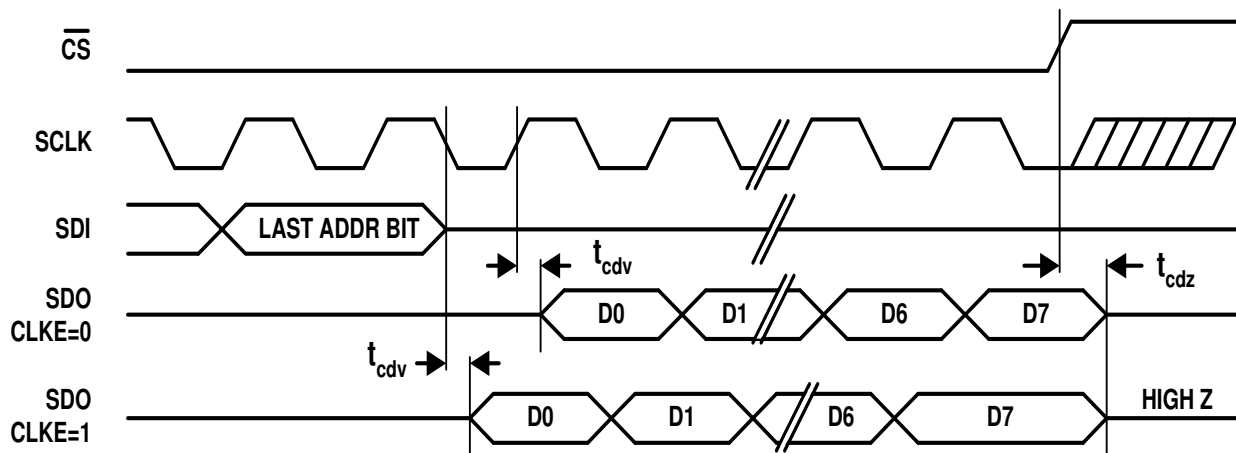 C̅S̅
SCLK
SDI LAST ADDR BIT
t_cdv t_cdz
SDO CLKE=0 D0 D1 D6 D7
t_cdv
SDO CLKE=1 D0 D1 D6 D7 HIGH Z